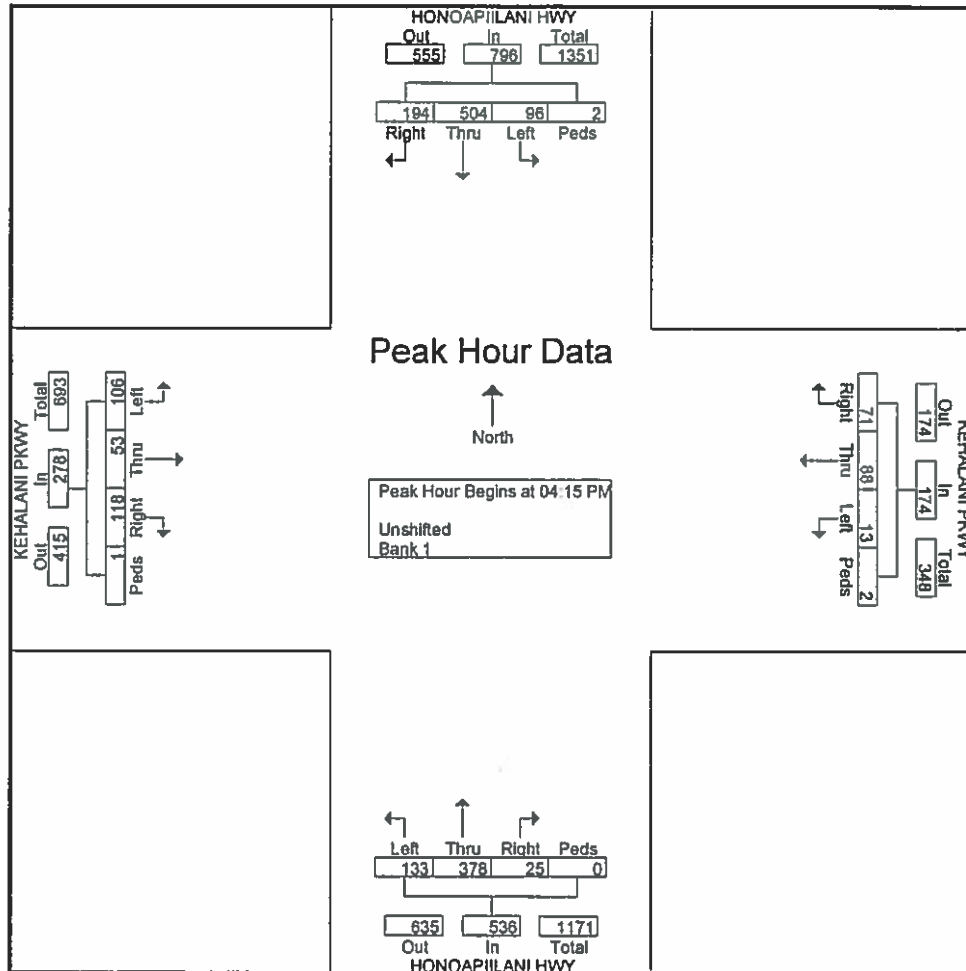 HONOAPIILANI HWY
Out In Total
555 796 1351
194 504 96 2
Right Thru Left Peds
Peak Hour Data
North
Peak Hour Begins at 04:15 PM
Unshifted
Bank 1
KEHALANI PKWY
Out In Total
415 278 693
106 53 118 1
Left Thru Right Peds
KEHALANI PKWY
Out In Total
174 174 348
71 88 13 2
Right Thru Left Peds
Left Thru Right Peds
133 378 25 0
635 536 1171
Out In Total
HONOAPIILANI HWY